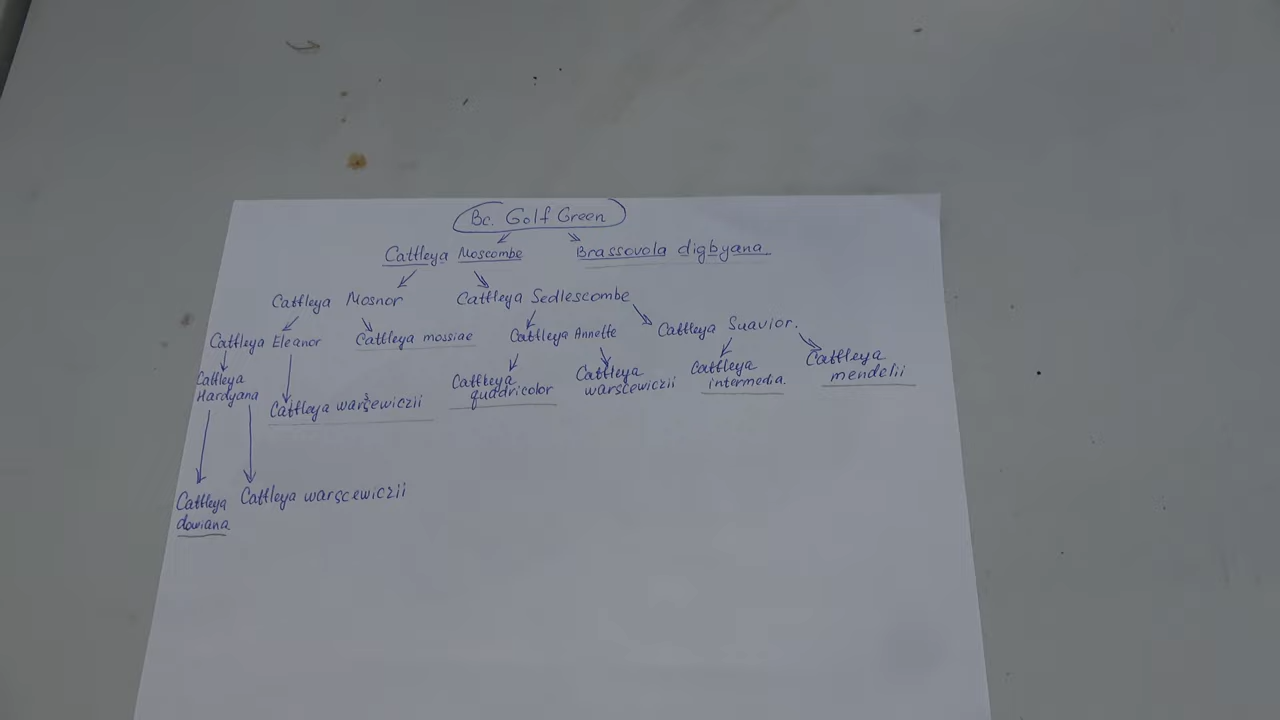 Bc. Golf Green
Cattleya Moscombe
Brassovola digbyana
Cattleya Mosnor
Cattleya Sedlescombe
Cattleya Eleanor
Cattleya mossiae
Cattleya Annette
Cattleya Suavior.
Cattleya
Hardyana
Cattleya warscewiczii
Cattleya
quadricolor
Cattleya
warscewiczii
Cattleya
intermedia.
Cattleya
mendelii
Cattleya
dowiana
Cattleya warscewiczii